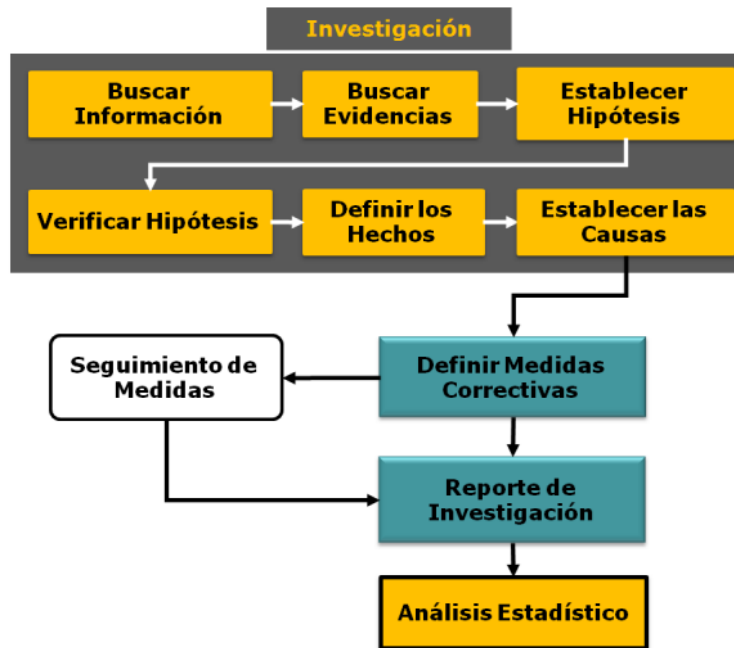 Investigación
Buscar
Información
Buscar
Evidencias
Establecer
Hipótesis
Verificar Hipótesis
Definir los
Hechos
Establecer las
Causas
Definir Medidas
Correctivas
Seguimiento de
Medidas
Reporte de
Investigación
Análisis Estadístico